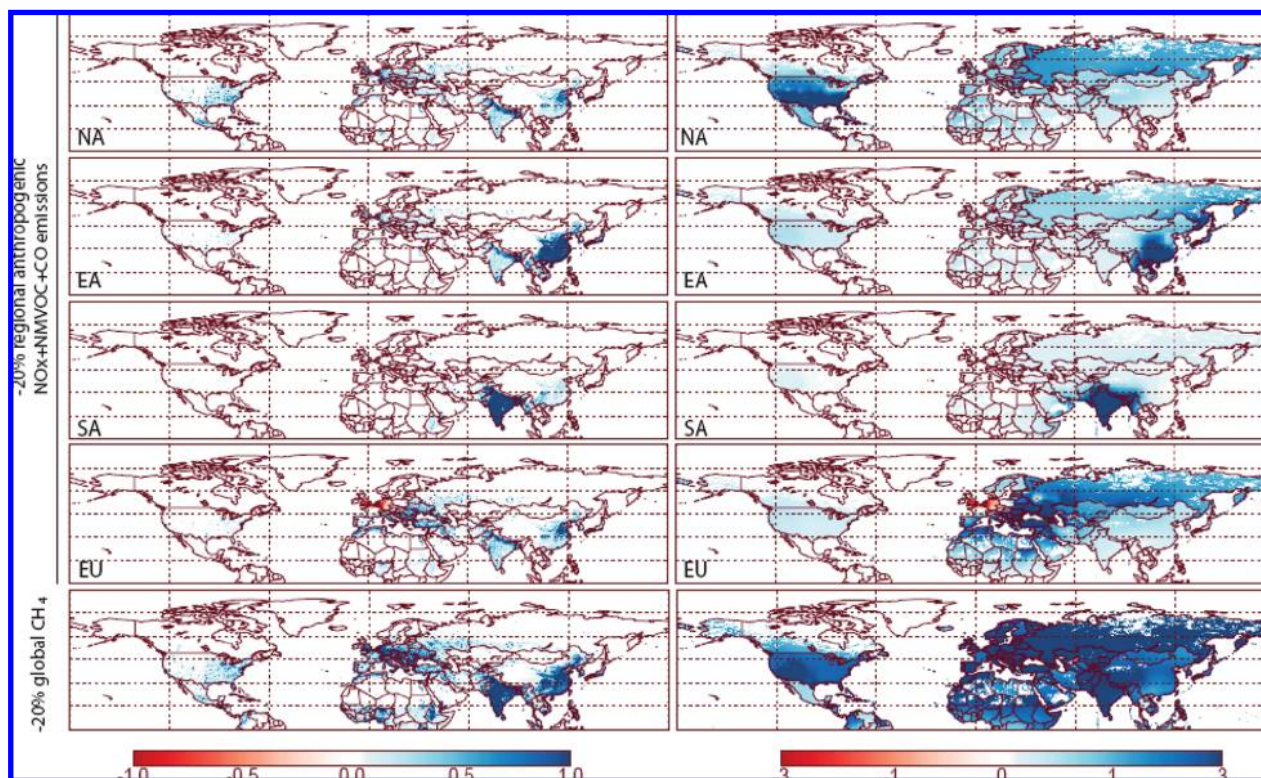 -20% regional anthropogenic
NOx+NMVOC+CO emissions
NA
NA
EA
EA
SA
SA
EU
EU
-20% global CH₄
-1.0 -0.5 0.0 0.5 1.0
3 1 0 1 3